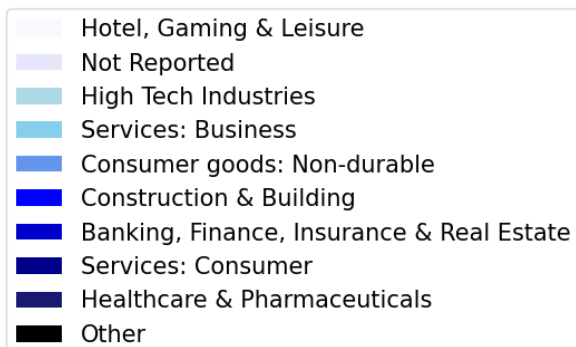 Hotel, Gaming & Leisure
Not Reported
High Tech Industries
Services: Business
Consumer goods: Non-durable
Construction & Building
Banking, Finance, Insurance & Real Estate
Services: Consumer
Healthcare & Pharmaceuticals
Other